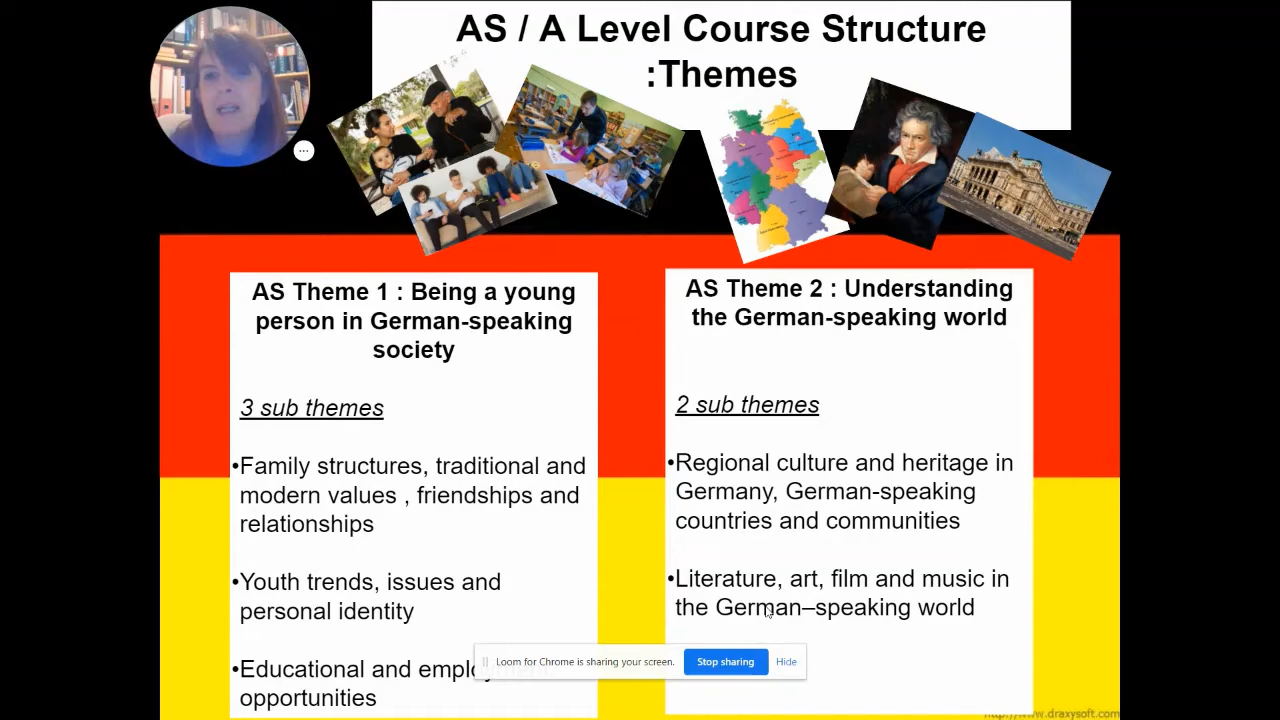 AS / A Level Course Structure
:Themes
AS Theme 1 : Being a young
person in German-speaking
society
3 sub themes
•Family structures, traditional and
modern values , friendships and
relationships
•Youth trends, issues and
personal identity
•Educational and
opportunities
AS Theme 2 : Understanding
the German-speaking world
2 sub themes
•Regional culture and heritage in
Germany, German-speaking
countries and communities
•Literature, art, film and music in
the German–speaking world
Loom for Chrome is sharing your screen.
Stop sharing
Hide
http://www.draxysoft.com